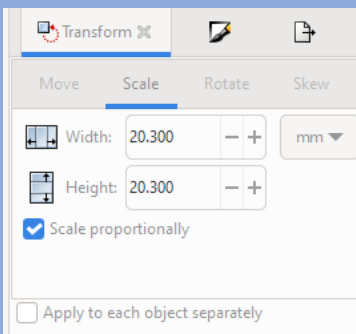 Transform
Move Scale Rotate Skew
Width: 20.300 mm
Height: 20.300
Scale proportionally
Apply to each object separately